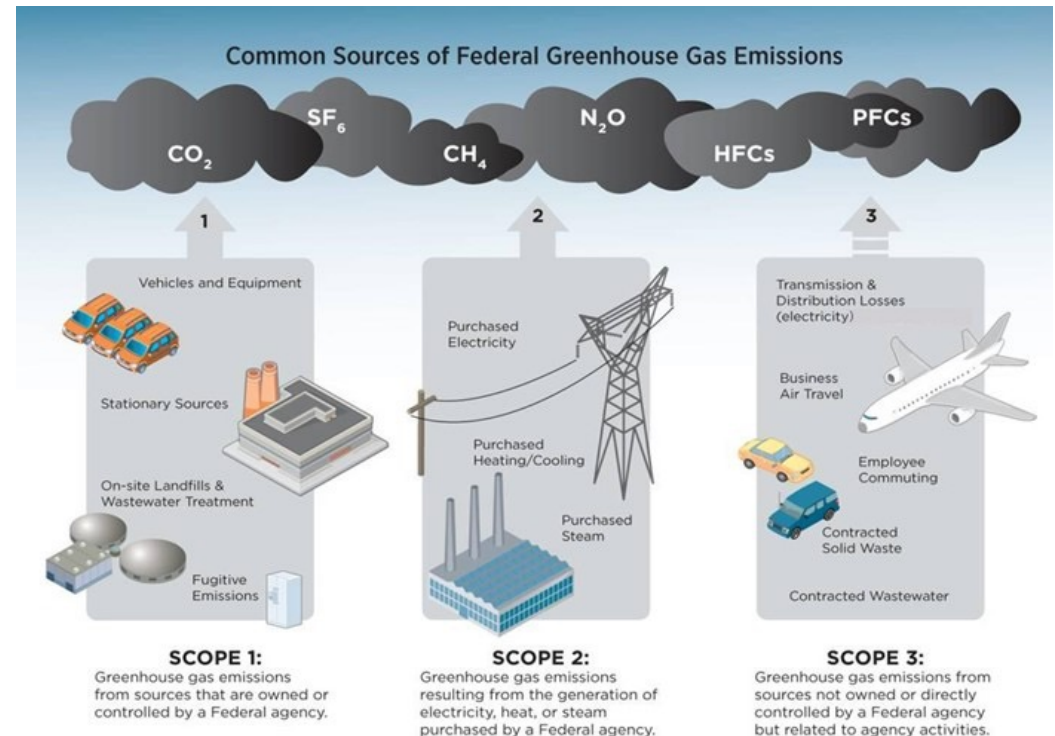 Common Sources of Federal Greenhouse Gas Emissions
SF₆
N₂O
PFCs
CO₂
CH₄
HFCs
1
2
3
Vehicles and Equipment
Stationary Sources
On-site Landfills &
Wastewater Treatment
Fugitive
Emissions
Purchased
Electricity
Purchased
Heating/Cooling
Purchased
Steam
Transmission &
Distribution Losses
(electricity)
Business
Air Travel
Employee
Commuting
Contracted
Solid Waste
Contracted Wastewater
SCOPE 1:
Greenhouse gas emissions
from sources that are owned or
controlled by a Federal agency.
SCOPE 2:
Greenhouse gas emissions
resulting from the generation of
electricity, heat, or steam
purchased by a Federal agency.
SCOPE 3:
Greenhouse gas emissions from
sources not owned or directly
controlled by a Federal agency
but related to agency activities.